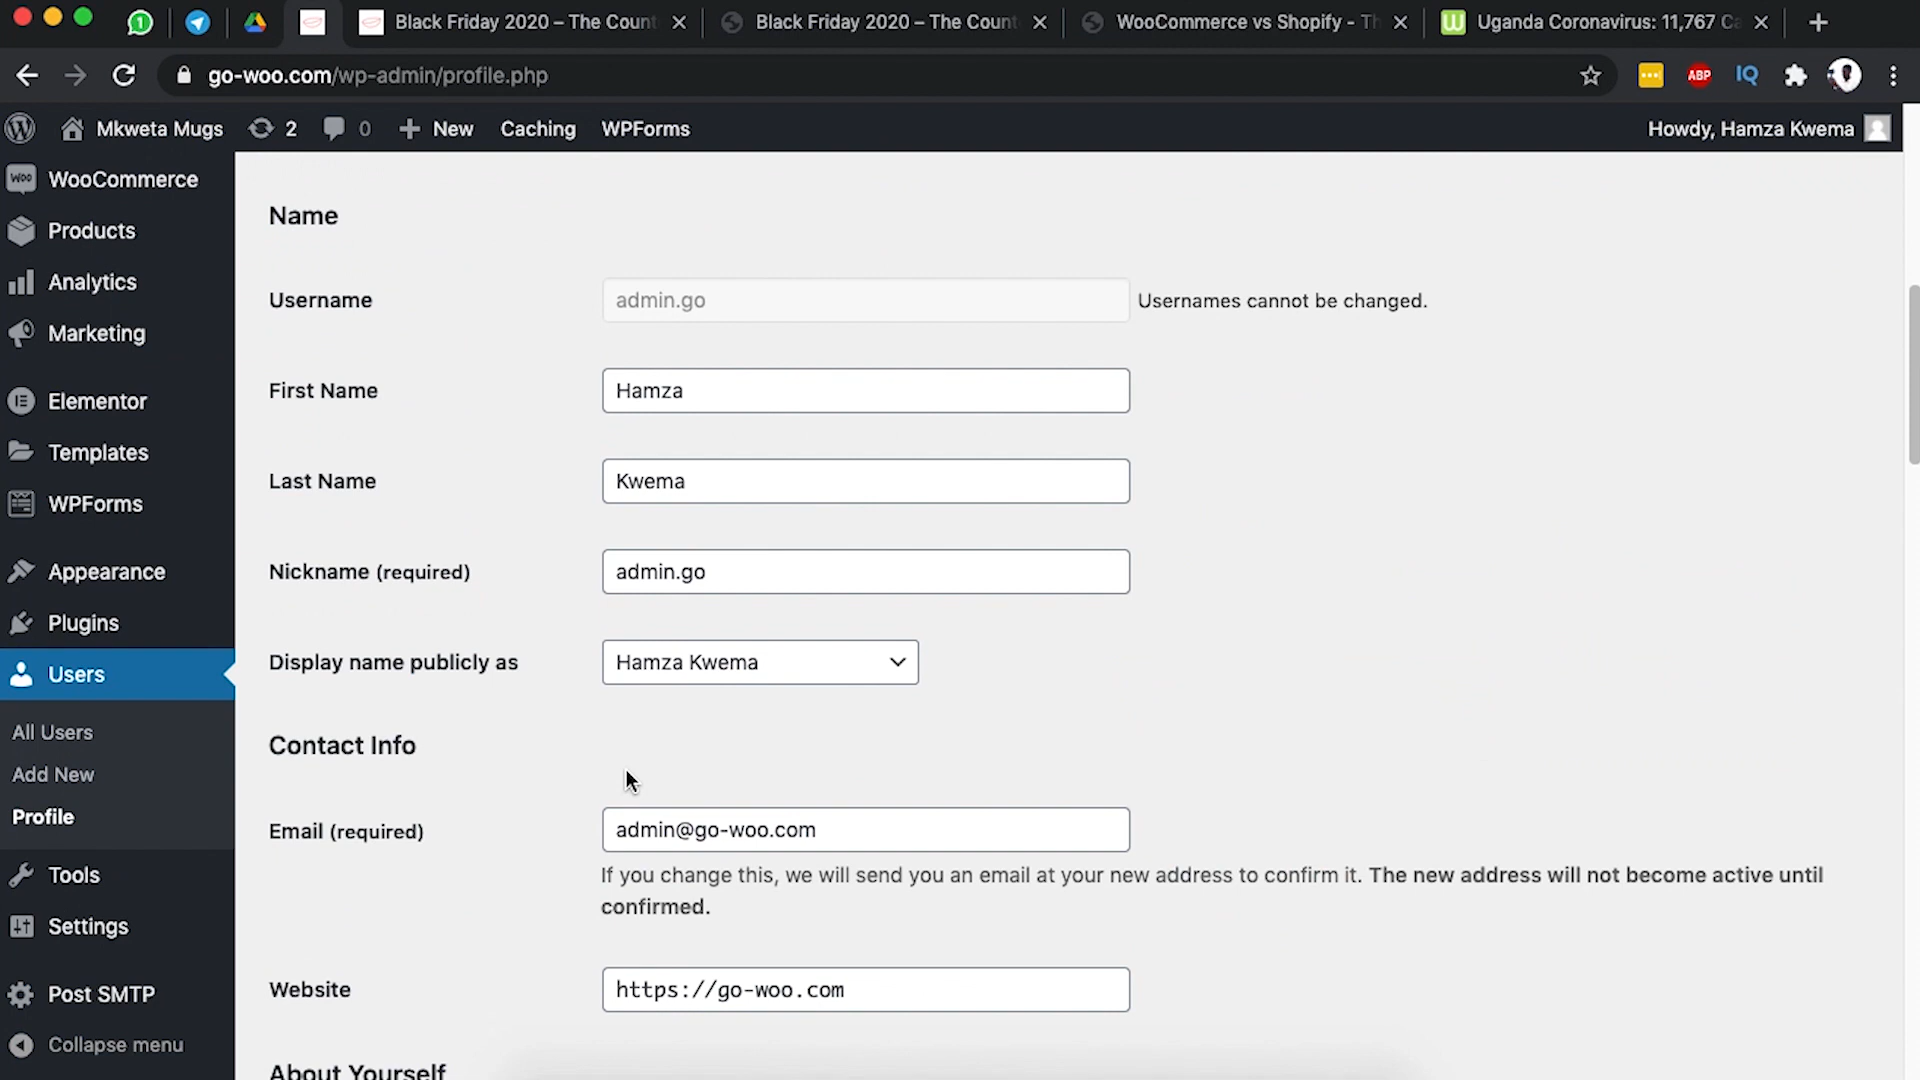 Black Friday 2020 – The Count
Black Friday 2020 – The Count
WooCommerce vs Shopify - Th
Uganda Coronavirus: 11,767 Ca
go-woo.com/wp-admin/profile.php
ABP
IQ
Mkweta Mugs
2
0
New
Caching
WPForms
Howdy, Hamza Kwema
WooCommerce
Products
Analytics
Marketing
Elementor
Templates
WPForms
Appearance
Plugins
Users
All Users
Add New
Profile
Tools
Settings
Post SMTP
Collapse menu
Name
Username
admin.go
Usernames cannot be changed.
First Name
Hamza
Last Name
Kwema
Nickname (required)
admin.go
Display name publicly as
Hamza Kwema
Contact Info
Email (required)
admin@go-woo.com
If you change this, we will send you an email at your new address to confirm it. The new address will not become active until
confirmed.
Website
https://go-woo.com
About Yourself